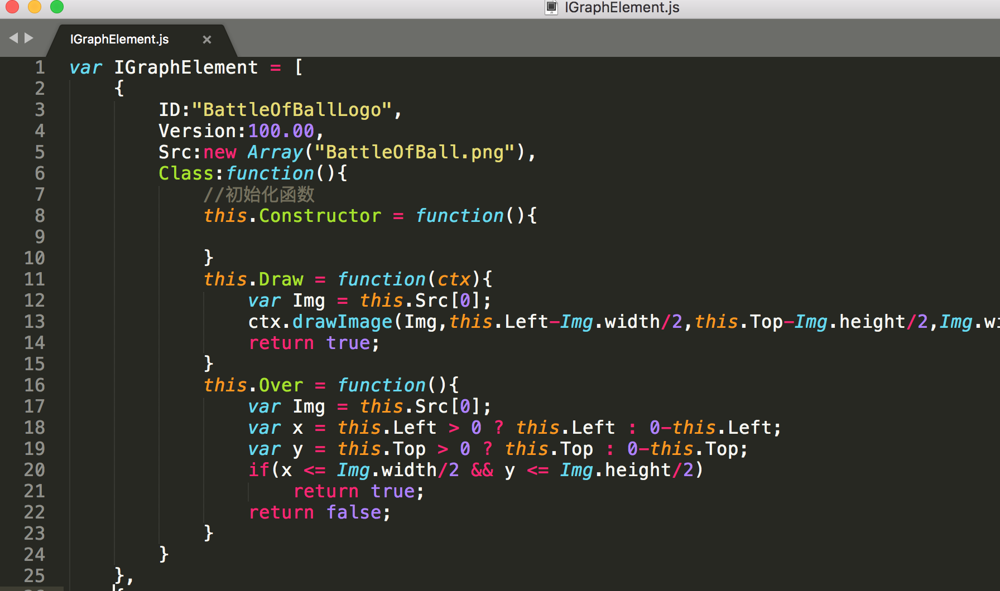 IGraphElement.js
IGraphElement.js ×
1 var IGraphElement = [
2 {
3 ID:"BattleOfBallLogo",
4 Version:100.00,
5 Src:new Array("BattleOfBall.png"),
6 Class:function(){
7 //初始化函数
8 this.Constructor = function(){
9
10 }
11 this.Draw = function(ctx){
12 var Img = this.Src[0];
13 ctx.drawImage(Img,this.Left-Img.width/2,this.Top-Img.height/2,Img.wi
14 return true;
15 }
16 this.Over = function(){
17 var Img = this.Src[0];
18 var x = this.Left > 0 ? this.Left : 0-this.Left;
19 var y = this.Top > 0 ? this.Top : 0-this.Top;
20 if(x <= Img.width/2 && y <= Img.height/2)
21 return true;
22 return false;
23 }
24 }
25 },